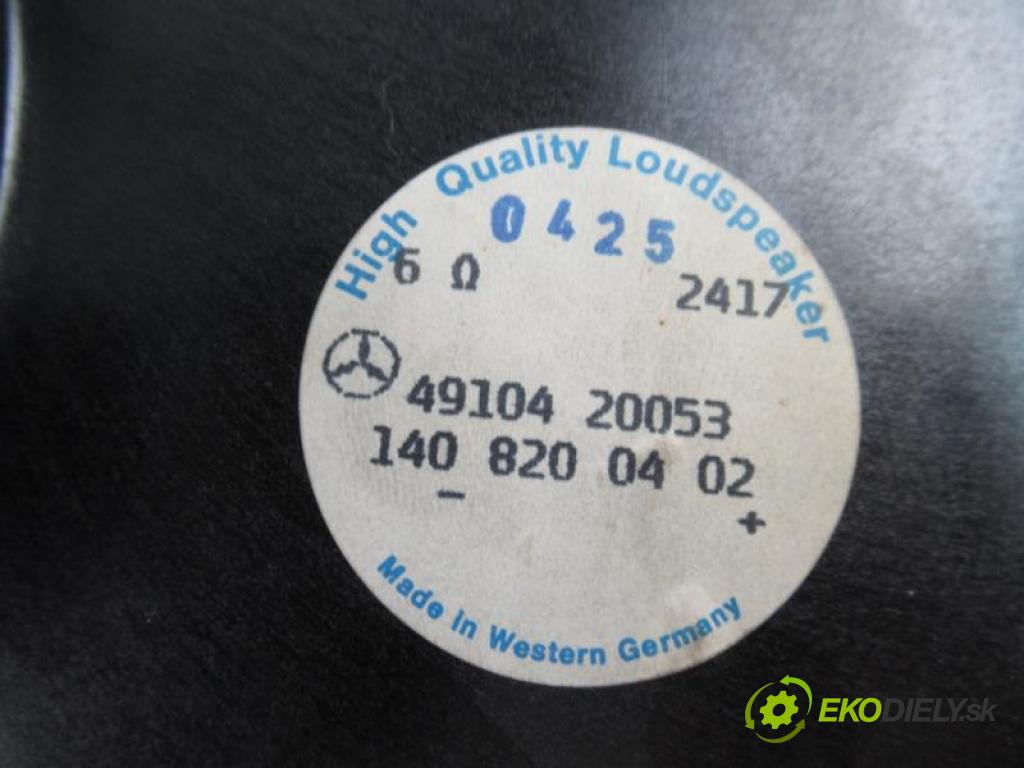 High Quality Loudspeaker
0425
6 Ω 2417
49104 20053
140 820 04 02
- +
Made in Western Germany
EKODIELY.sk